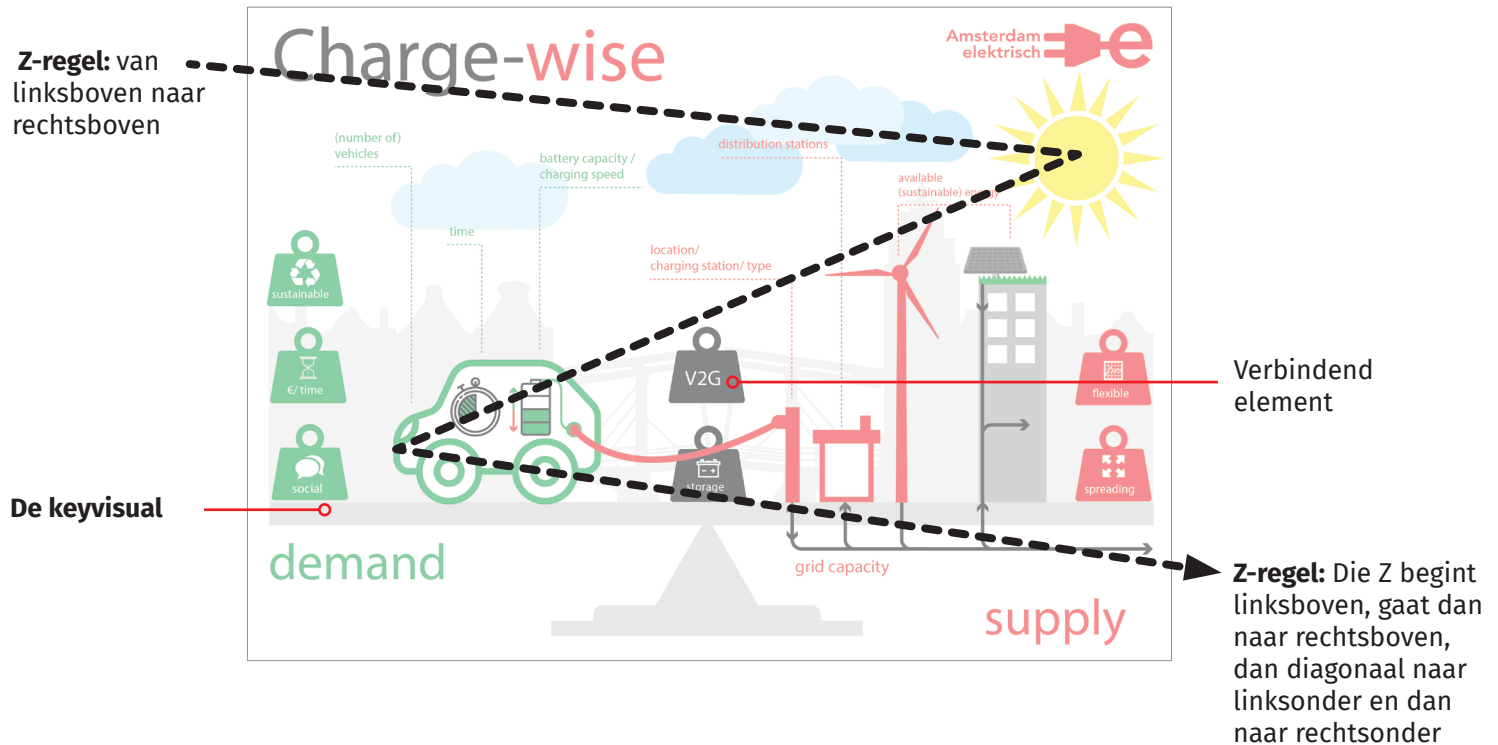 Charge-wise
Amsterdam
elektrisch
e
Z-regel: van
linksboven naar
rechtsboven
(number of)
vehicles
battery capacity /
charging speed
distribution stations
available
(sustainable) energy
time
location/
charging station/ type
sustainable
€/ time
social
V2G
storage
flexible
spreading
Verbindend
element
De keyvisual
demand
grid capacity
supply
Z-regel: Die Z begint
linksboven, gaat dan
naar rechtsboven,
dan diagonaal naar
linksonder en dan
naar rechtsonder